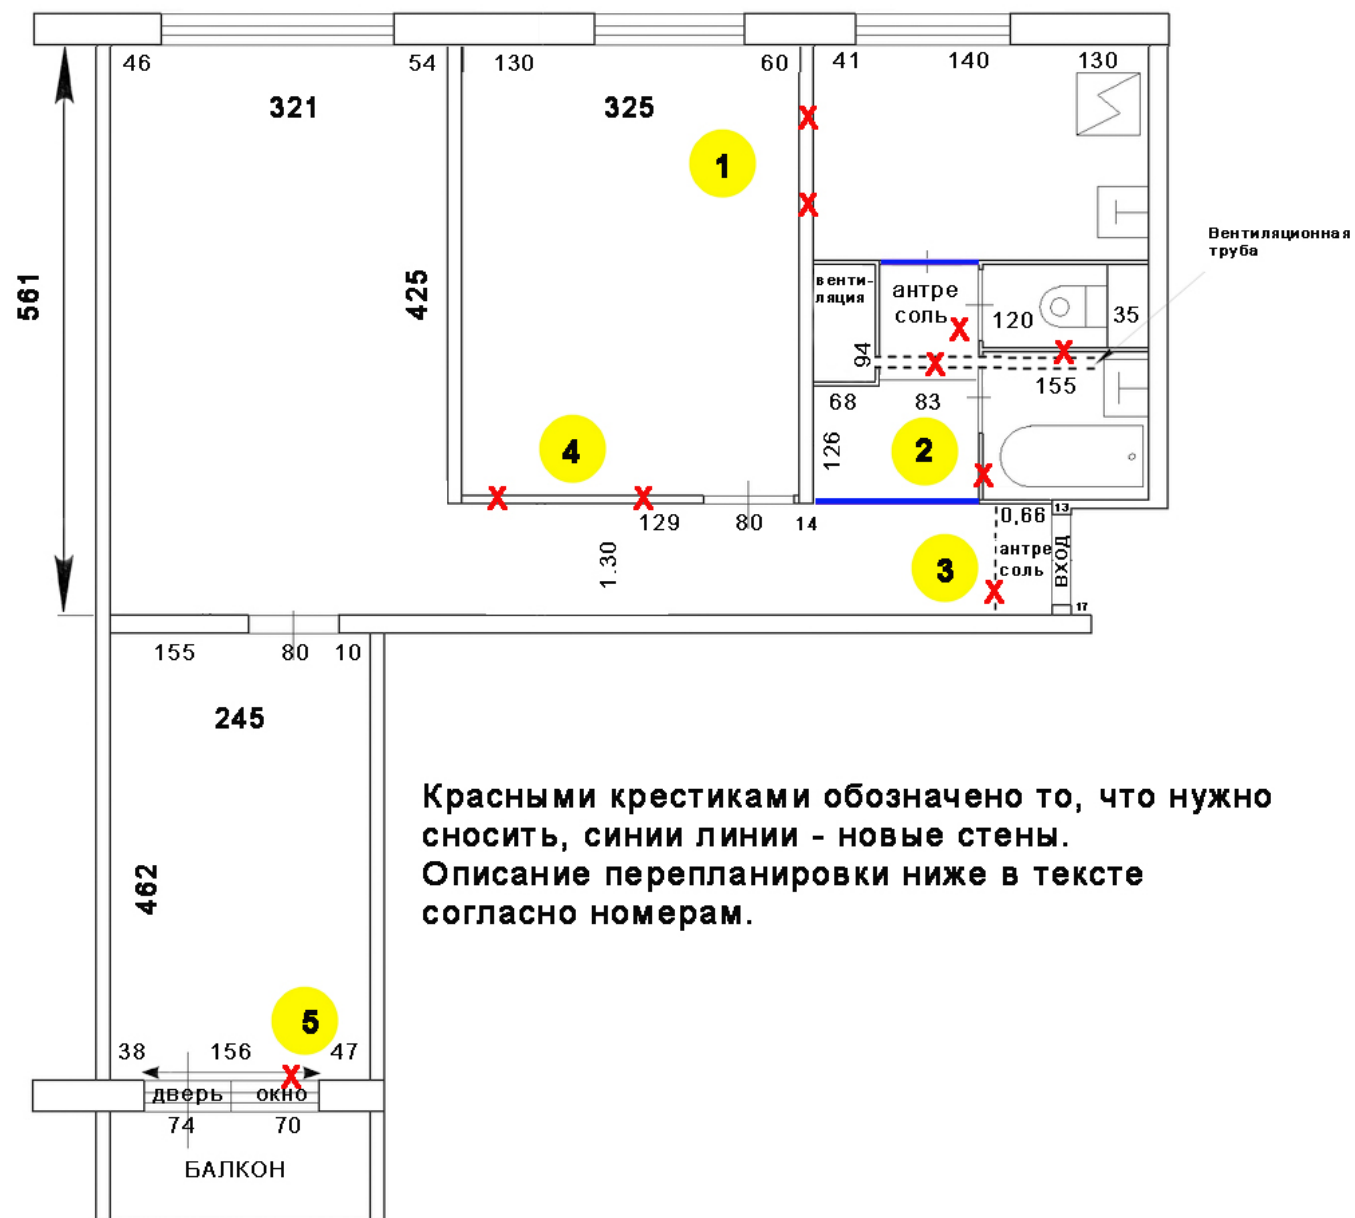 46
54
130
60
41
140
130
321
325
1
561
425
Вентиляционная
труба
венти-
ляция
антре
соль
120
35
94
155
68
83
126
2
4
129
80
14
0,66
13
1.30
3
антре
соль
ВХОД
17
155
80
10
245
462
Красными крестиками обозначено то, что нужно
сносить, синии линии - новые стены.
Описание перепланировки ниже в тексте
согласно номерам.
5
38
156
47
дверь
окно
74
70
БАЛКОН